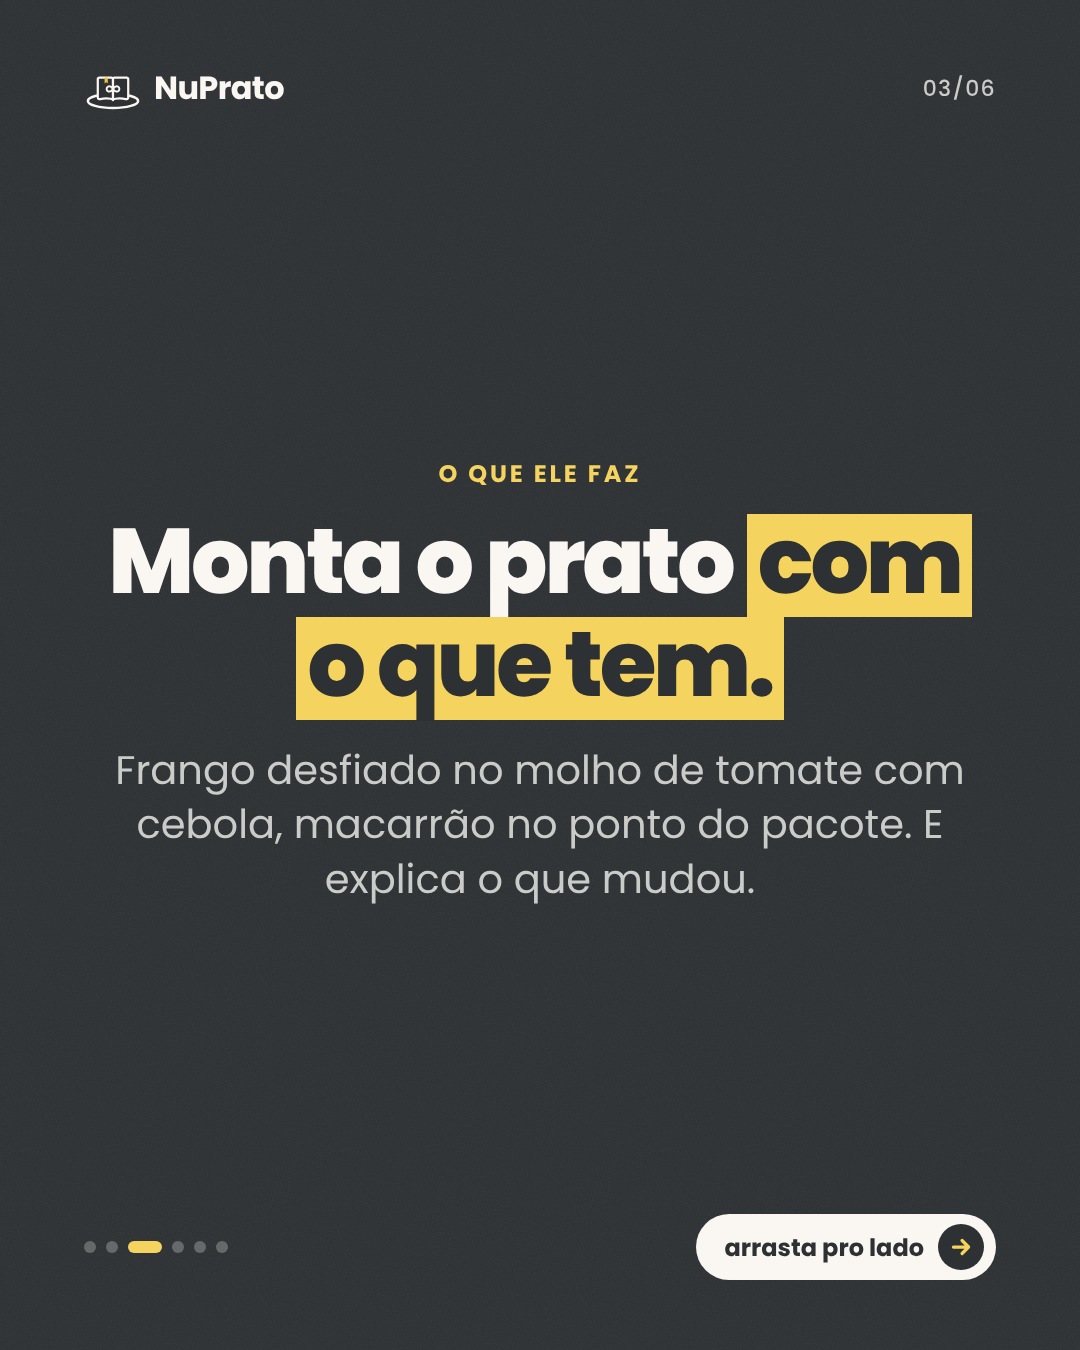 NuPrato
03/06
O QUE ELE FAZ
Monta o prato com
o que tem.
Frango desfiado no molho de tomate com
cebola, macarrão no ponto do pacote. E
explica o que mudou.
arrasta pro lado